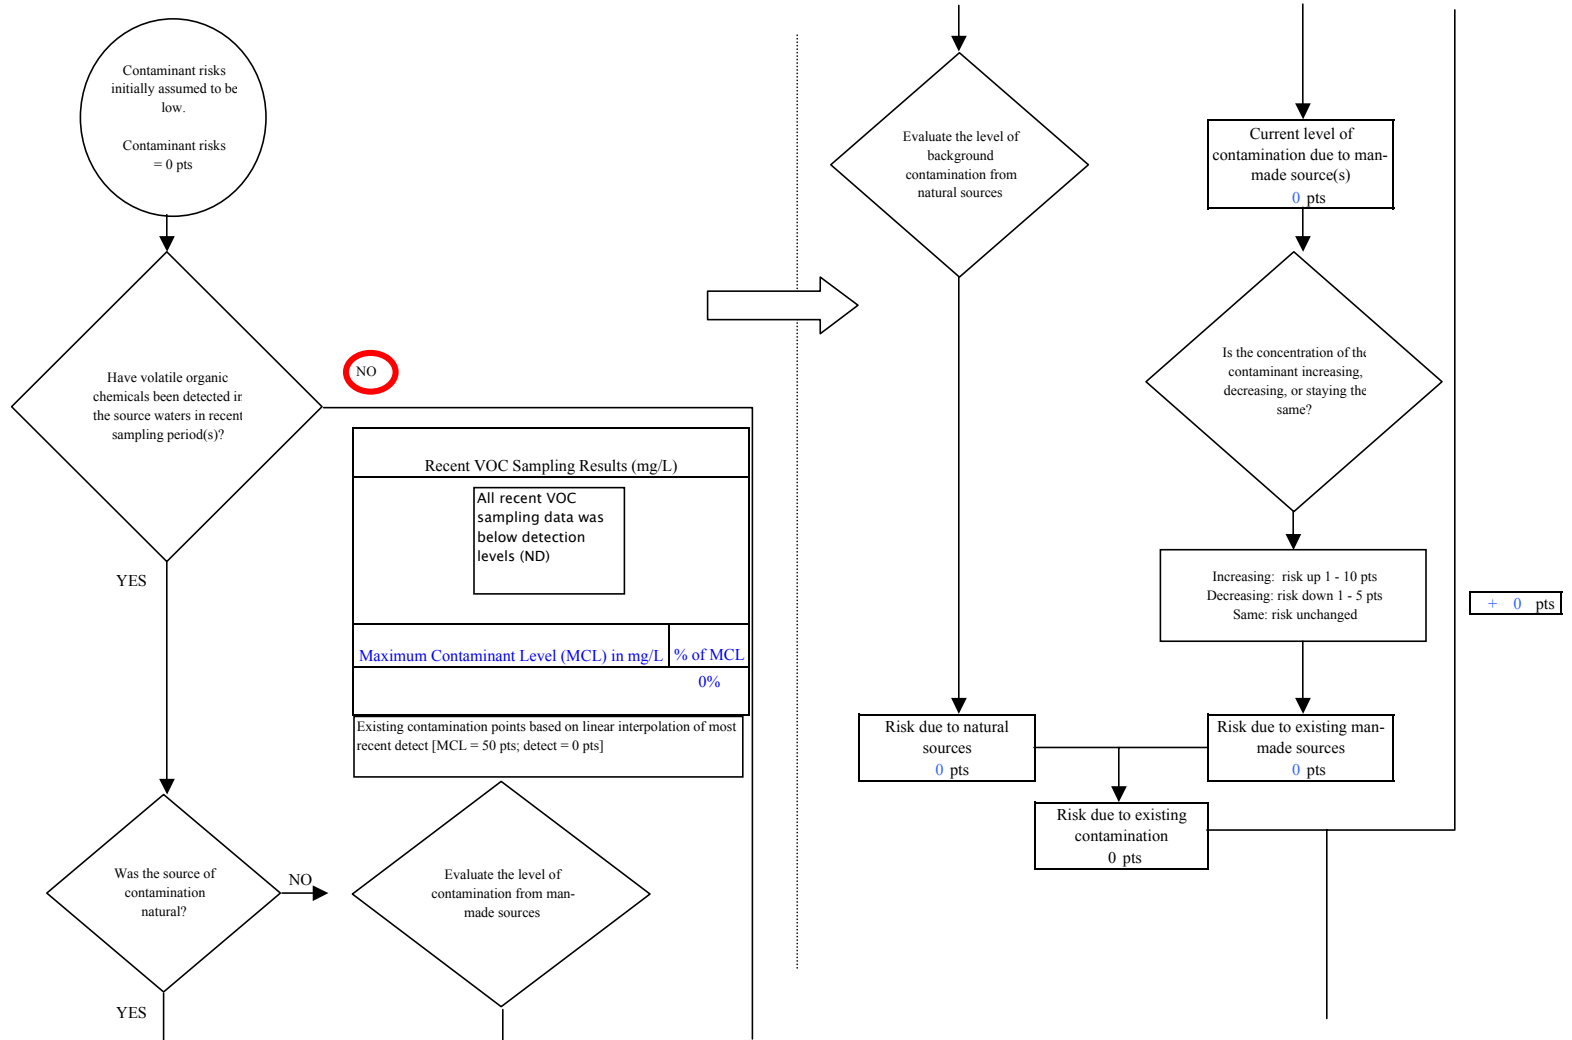 Contaminant risks
initially assumed to be
low.
Contaminant risks
= 0 pts
Have volatile organic
chemicals been detected in
the source waters in recent
sampling period(s)?
NO
YES
Recent VOC Sampling Results (mg/L)
All recent VOC
sampling data was
below detection
levels (ND)
Maximum Contaminant Level (MCL) in mg/L
% of MCL
0%
Existing contamination points based on linear interpolation of most
recent detect [MCL = 50 pts; detect = 0 pts]
Was the source of
contamination
natural?
NO
YES
Evaluate the level of
contamination from man-
made sources
Evaluate the level of
background
contamination from
natural sources
Current level of
contamination due to man-
made source(s)
0 pts
Is the concentration of the
contaminant increasing,
decreasing, or staying the
same?
Increasing: risk up 1 - 10 pts
Decreasing: risk down 1 - 5 pts
Same: risk unchanged
+ 0 pts
Risk due to natural
sources
0 pts
Risk due to existing man-
made sources
0 pts
Risk due to existing
contamination
0 pts